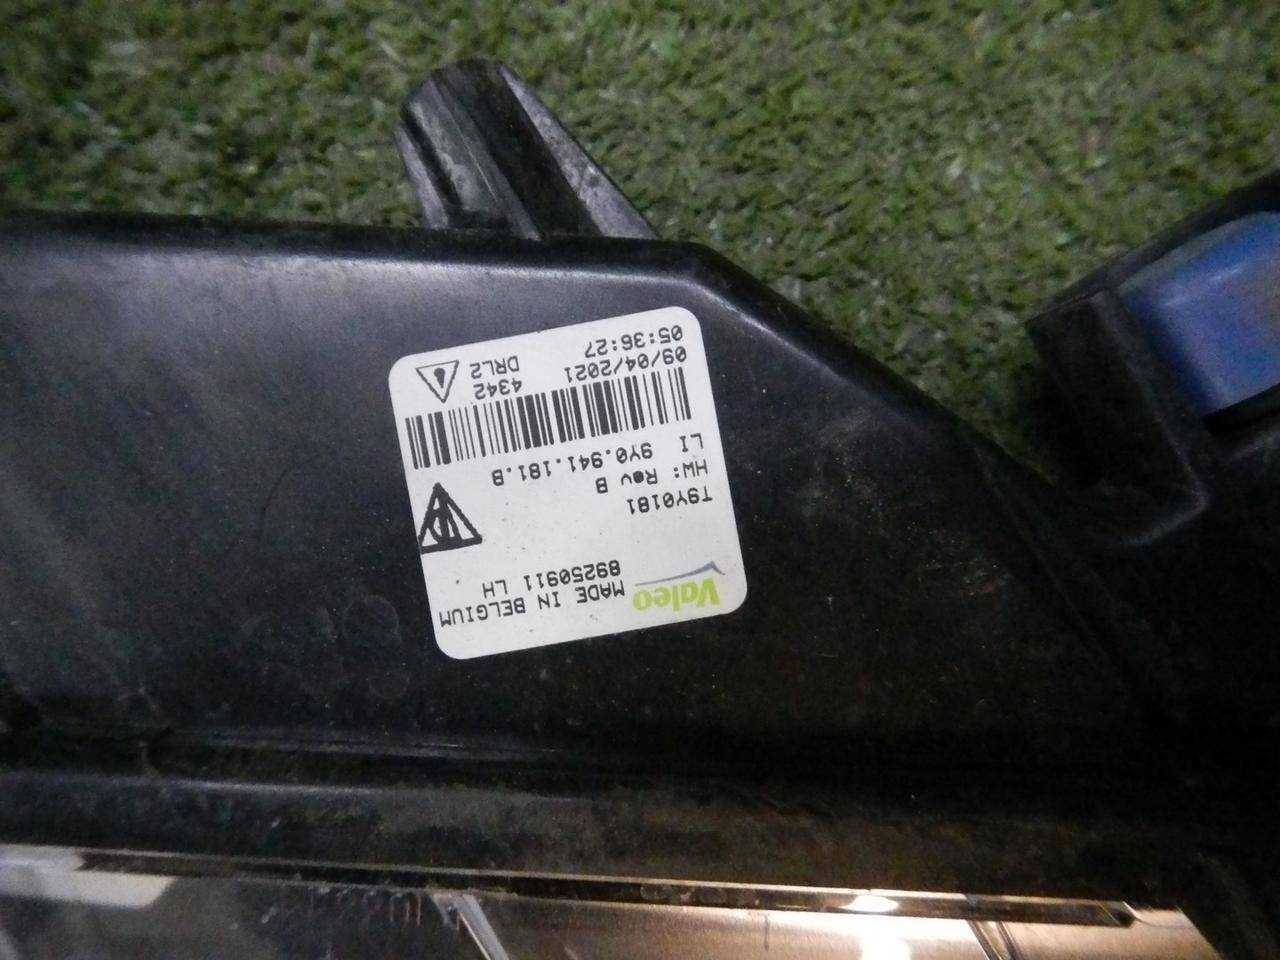 Valeo MADE IN BELGIUM
89250911 LH
T9Y0181
HW: Rev B
LI 9Y0.941.181.B
09/04/2021 4342
05:36:27 DRL2